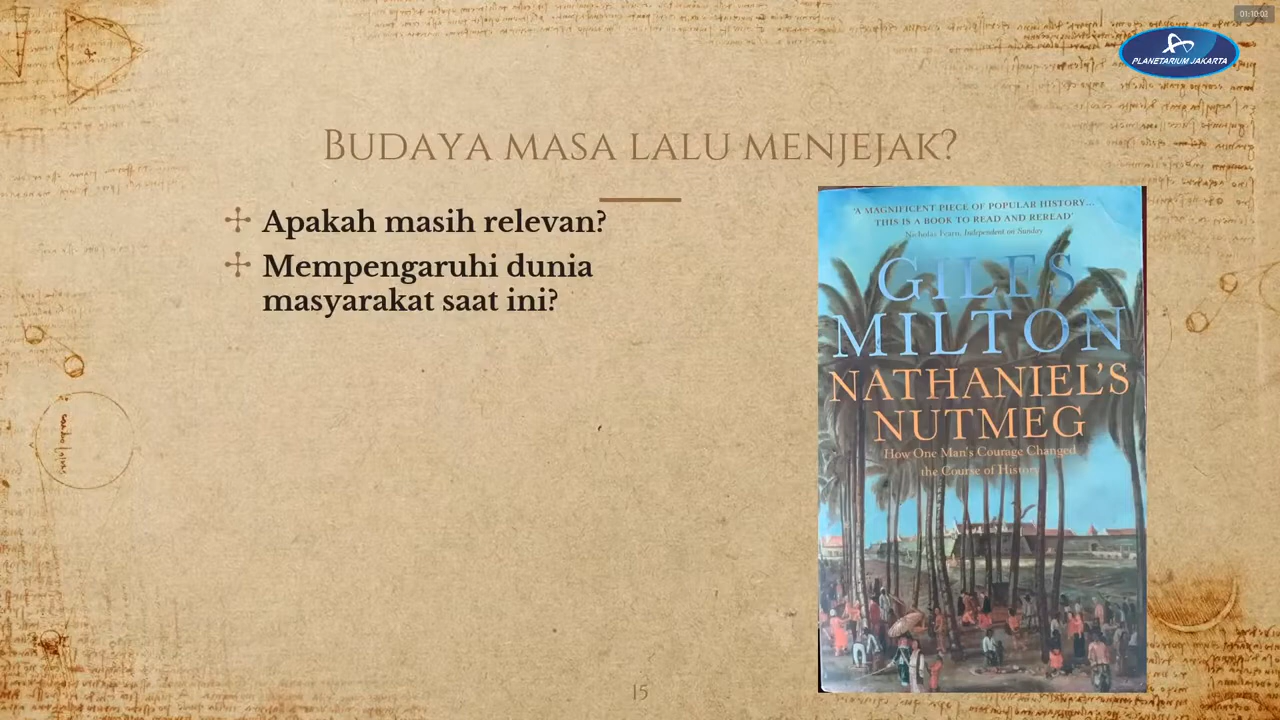 01:10:02
PLANETARIUM JAKARTA
BUDAYA MASA LALU MENJEJAK?
Apakah masih relevan?
Mempengaruhi dunia
masyarakat saat ini?
'A MAGNIFICENT PIECE OF POPULAR HISTORY...
THIS IS A BOOK TO READ AND REREAD'
Nicholas Fearn, Independent on Sunday
GILES
MILTON
NATHANIEL'S
NUTMEG
How One Man's Courage Changed
the Course of History
15